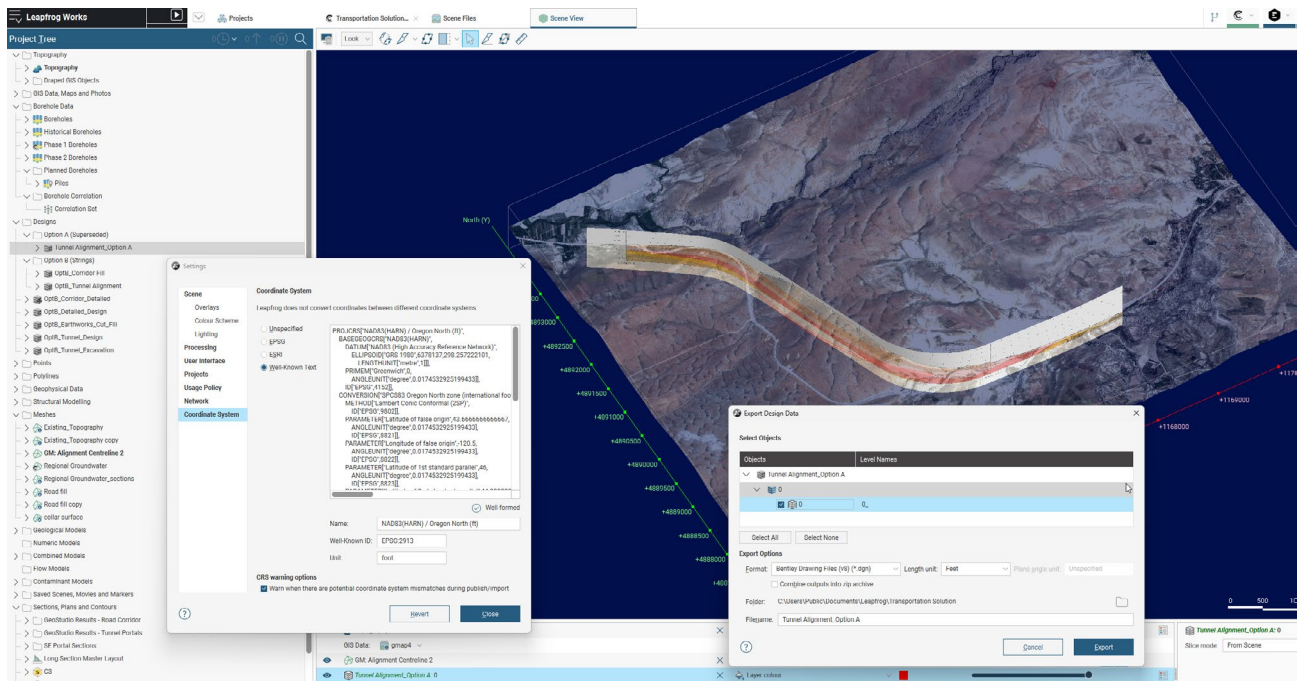 Leapfrog Works
Projects
Transportation Solution...
Scene Files
Scene View
Project Tree
Look
Topography
Topography
Draped GIS Objects
GIS Data, Maps and Photos
Borehole Data
Boreholes
Historical Boreholes
Phase 1 Boreholes
Phase 2 Boreholes
Planned Boreholes
Piles
Borehole Correlation
Correlation Set
Designs
Option A (Superseded)
Tunnel Alignment_Option A
Option B (Strings)
OptB_Corridor Fill
OptB_Tunnel Alignment
OptB_Corridor_Detailed
OptB_Detailed_Design
OptB_Earthworks_Cut_Fill
OptB_Tunnel_Design
OptB_Tunnel_Excavation
Points
Polylines
Geophysical Data
Structural Modelling
Meshes
Existing_Topography
Existing_Topography copy
GM: Alignment Centreline 2
Regional Groundwater
Regional Groundwater_sections
Road fill
Road fill copy
collar surface
Geological Models
Numeric Models
Combined Models
Flow Models
Contaminant Models
Saved Scenes, Movies and Markers
Sections, Plans and Contours
GeoStudio Results - Road Corridor
GeoStudio Results - Tunnel Portals
SE Portal Sections
Long Section Master Layout
CS
North (Y)
+4893000
+4892500
+4892000
+4891000
+4890500
+4890000
+4889500
+4889000
+4888500
+4888000
+1169000
+1168000
Settings
Scene
Overlays
Colour Scheme
Lighting
Processing
User Interface
Projects
Usage Policy
Network
Coordinate System
Coordinate System
Leapfrog does not convert coordinates between different coordinate systems
Unspecified
EPSG
ESRI
Well-Known Text
PROJCRS["NAD83(HARN) / Oregon North (ft)",
BASEGEOGCRS["NAD83(HARN)",
DATUM["NAD83 (High Accuracy Reference Network)",
ELLIPSOID["GRS 1980",6378137,298.257222101,
LENGTHUNIT["metre",1]]],
PRIMEM["Greenwich",0,
ANGLEUNIT["degree",0.0174532925199433]],
ID["EPSG",4152]],
CONVERSION["SPCS83 Oregon North zone (international foo
METHOD["Lambert Conic Conformal (2SP)",
ID["EPSG",9802]],
PARAMETER["Latitude of false origin",43.6666666666667,
ANGLEUNIT["degree",0.0174532925199433],
ID["EPSG",8821]],
PARAMETER["Longitude of false origin",-120.5,
ANGLEUNIT["degree",0.0174532925199433],
ID["EPSG",8822]],
PARAMETER["Latitude of 1st standard parallel",46,
ANGLEUNIT["degree",0.0174532925199433],
ID["EPSG",8823]],
Well formed
Name: NAD83(HARN) / Oregon North (ft)
Well-Known ID: EPSG:2913
Unit: foot
CRS warning options
Warn when there are potential coordinate system mismatches during publish/import
Revert
Close
Export Design Data
Select Objects
Objects Level Names
Tunnel Alignment_Option A
0
0 0_
Select All Select None
Export Options
Format: Bentley Drawing Files (V8) (*.dgn) Length unit: Feet Plane angle unit: Unspecified
Combine outputs into zip archive
Folder: C:\Users\Public\Documents\Leapfrog\Transportation Solution
Filename: Tunnel Alignment_Option A
Cancel
Export
0 500
GIS Data: gmap4
GM: Alignment Centreline 2
Tunnel Alignment_Option A: 0
Layer colour
Tunnel Alignment_Option A: 0
Slice mode From Scene